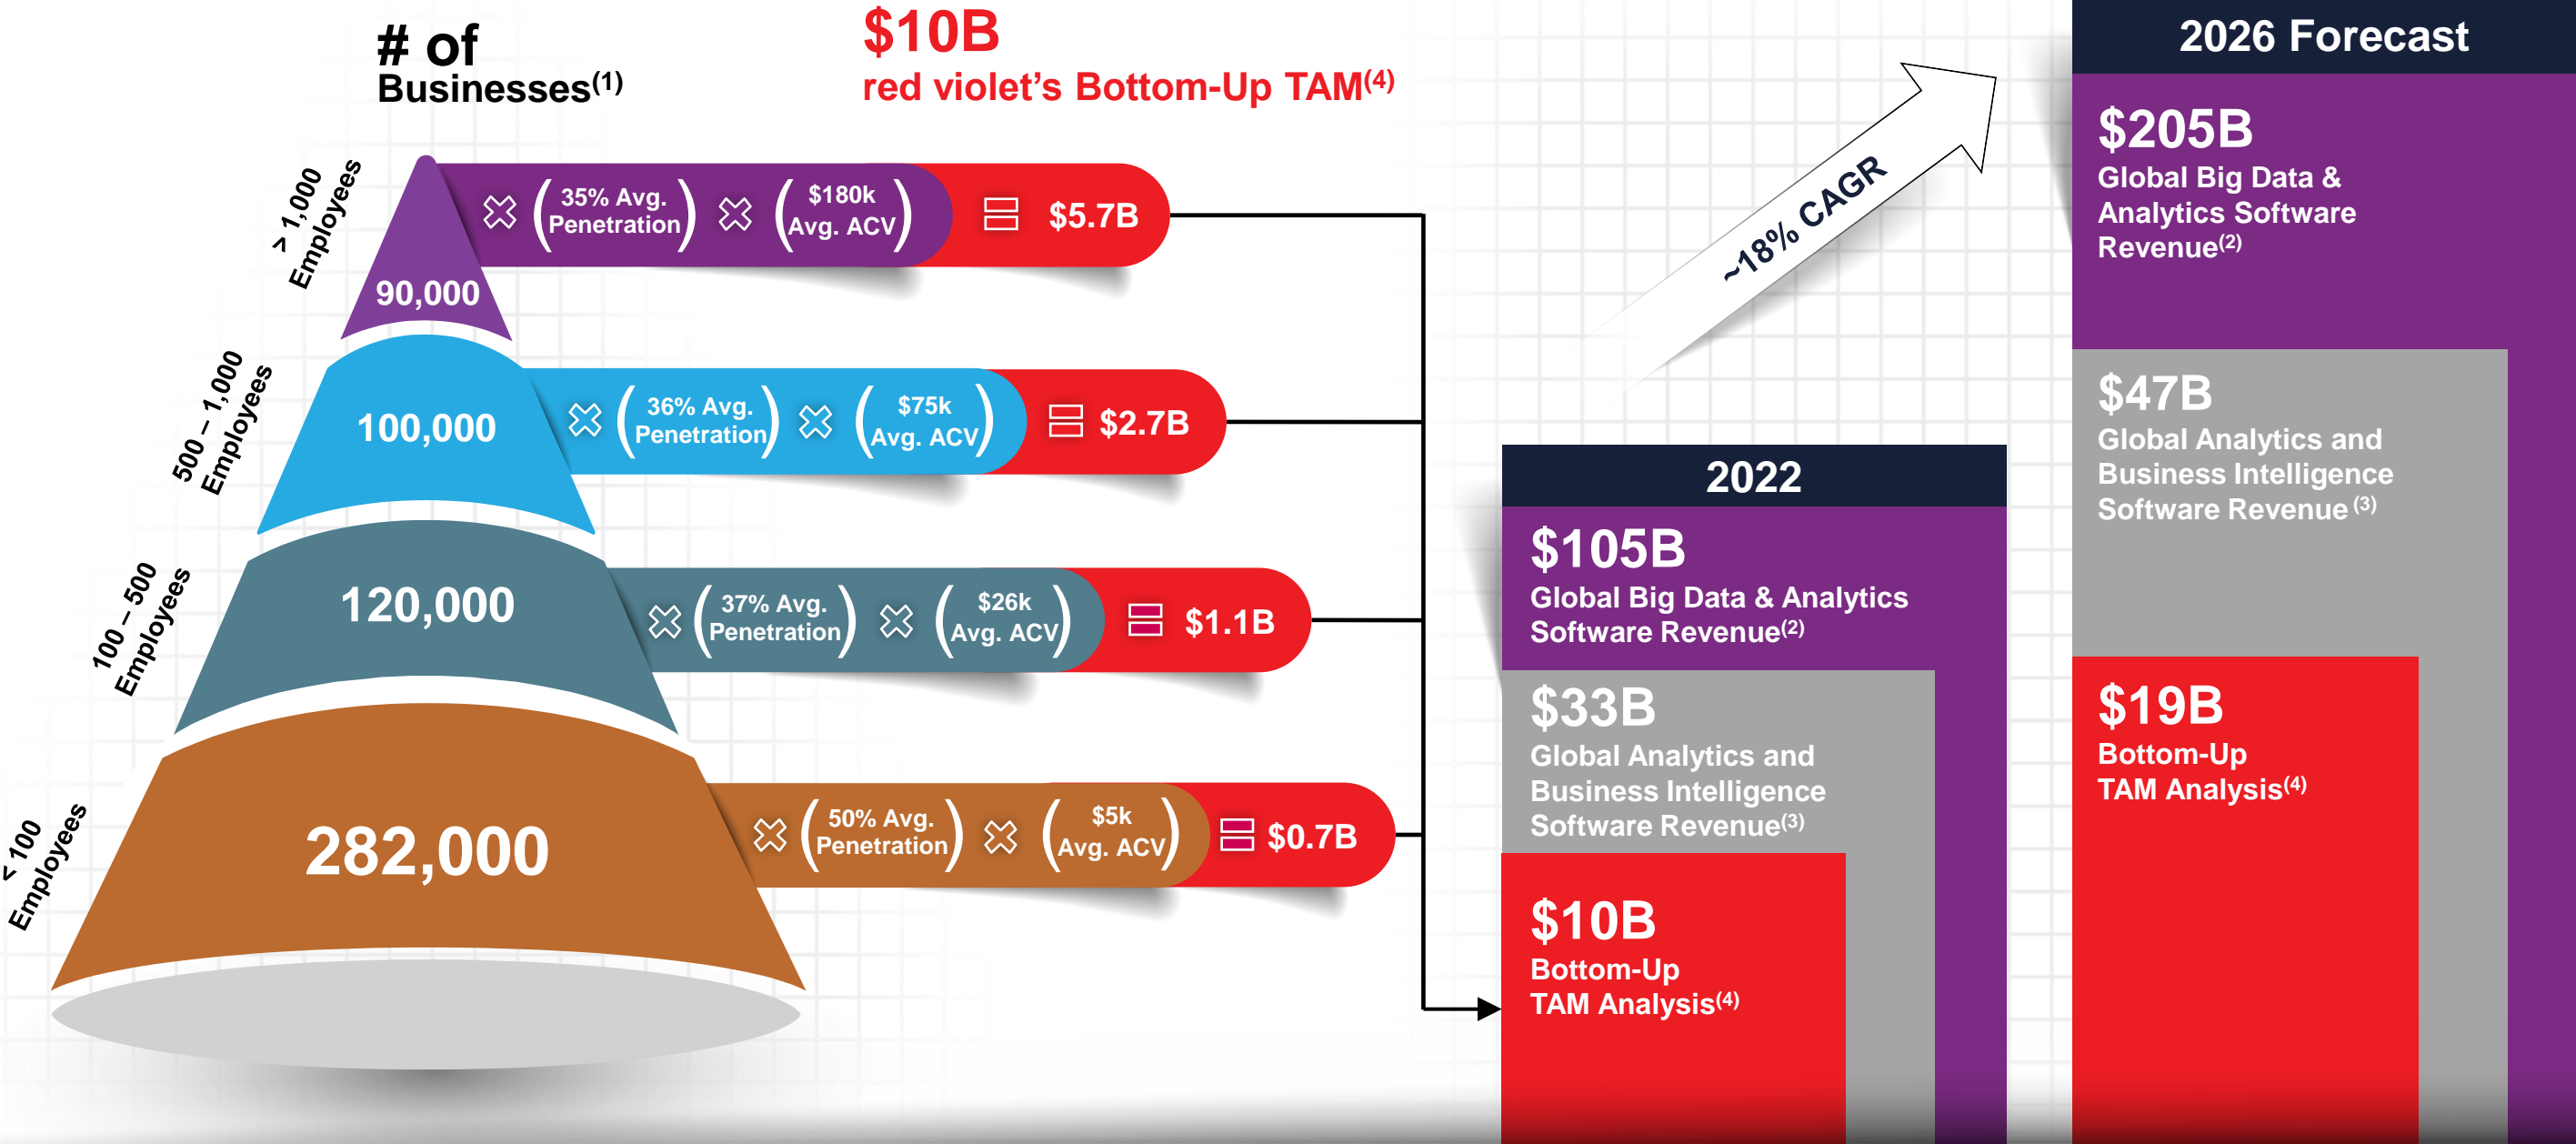 # of
Businesses(1)
$10B
red violet's Bottom-Up TAM(4)
> 1,000
Employees
90,000
35% Avg.
Penetration
$180k
Avg. ACV
$5.7B
500 – 1,000
Employees
100,000
36% Avg.
Penetration
$75k
Avg. ACV
$2.7B
100 – 500
Employees
120,000
37% Avg.
Penetration
$26k
Avg. ACV
$1.1B
< 100
Employees
282,000
50% Avg.
Penetration
$5k
Avg. ACV
$0.7B
~18% CAGR
2022
$105B
Global Big Data & Analytics
Software Revenue(2)
$33B
Global Analytics and
Business Intelligence
Software Revenue(3)
$10B
Bottom-Up
TAM Analysis(4)
2026 Forecast
$205B
Global Big Data &
Analytics Software
Revenue(2)
$47B
Global Analytics and
Business Intelligence
Software Revenue (3)
$19B
Bottom-Up
TAM Analysis(4)